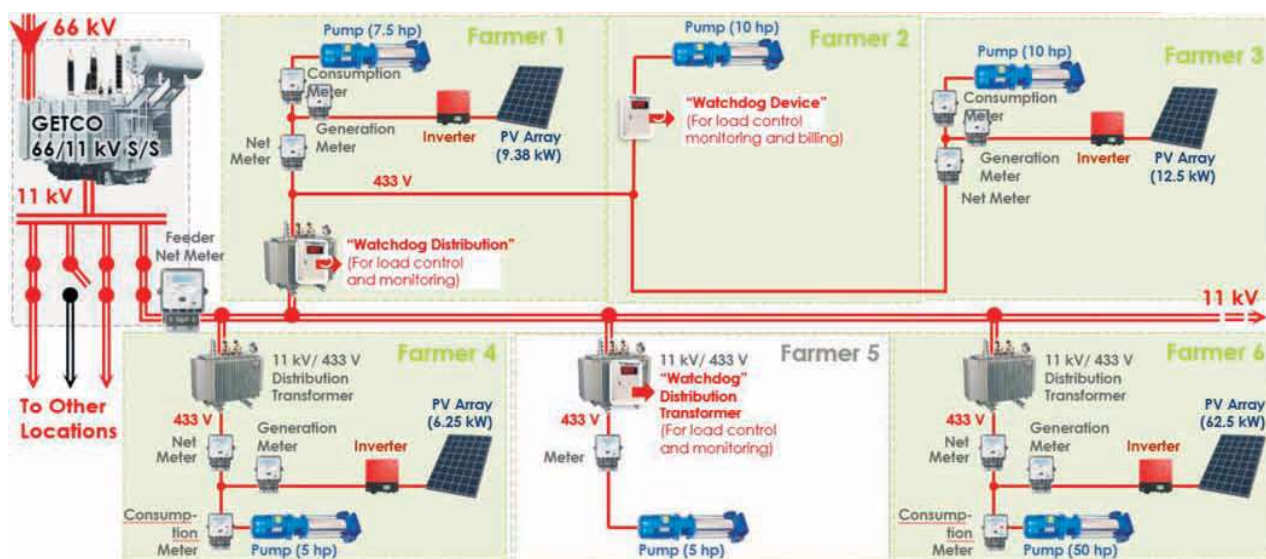 66 kV
GETCO
66/11 kV S/S
11 kV
Feeder
Net Meter
To Other
Locations
Farmer 1
Pump (7.5 hp)
Consumption
Meter
Generation
Meter
Net
Meter
Inverter
PV Array
(9.38 kW)
433 V
"Watchdog Distribution"
(For load control
and monitoring)
Farmer 2
Pump (10 hp)
"Watchdog Device"
(For load control
monitoring and billing)
Farmer 3
Pump (10 hp)
Consumption
Meter
Generation
Meter
Net Meter
Inverter
PV Array
(12.5 kW)
11 kV
Farmer 4
11 kV/ 433 V
Distribution
Transformer
433 V
Net
Meter
Generation
Meter
Inverter
PV Array
(6.25 kW)
Consump-
tion
Meter
Pump (5 hp)
Farmer 5
11 kV/ 433 V
"Watchdog"
Distribution
Transformer
(For load control
and monitoring)
433 V
Meter
Pump (5 hp)
Farmer 6
11 kV/ 433 V
Distribution
Transformer
433 V
Net
Meter
Generation
Meter
Inverter
PV Array
(62.5 kW)
Consump-
tion
Meter
Pump (50 hp)